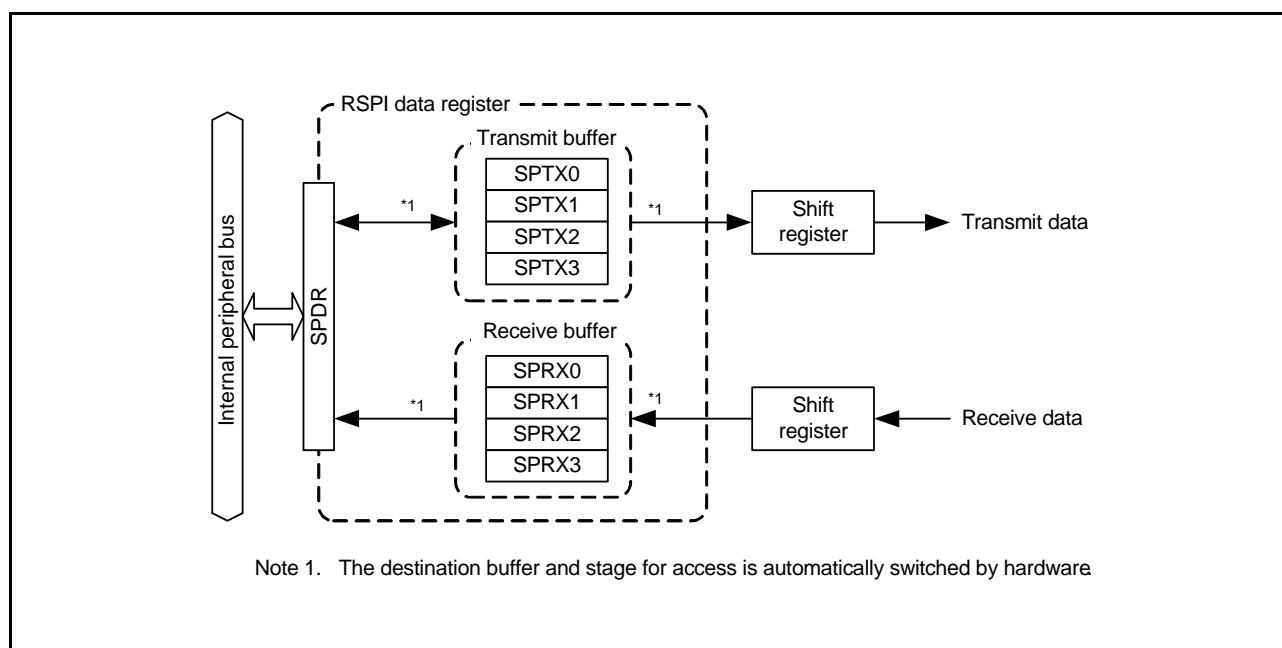 RSPI data register
Transmit buffer
SPTX0
SPTX1
SPTX2
SPTX3
*1
*1
Shift
register
Transmit data
Internal peripheral bus
SPDR
Receive buffer
SPRX0
SPRX1
SPRX2
SPRX3
*1
*1
Shift
register
Receive data
Note 1. The destination buffer and stage for access is automatically switched by hardware.